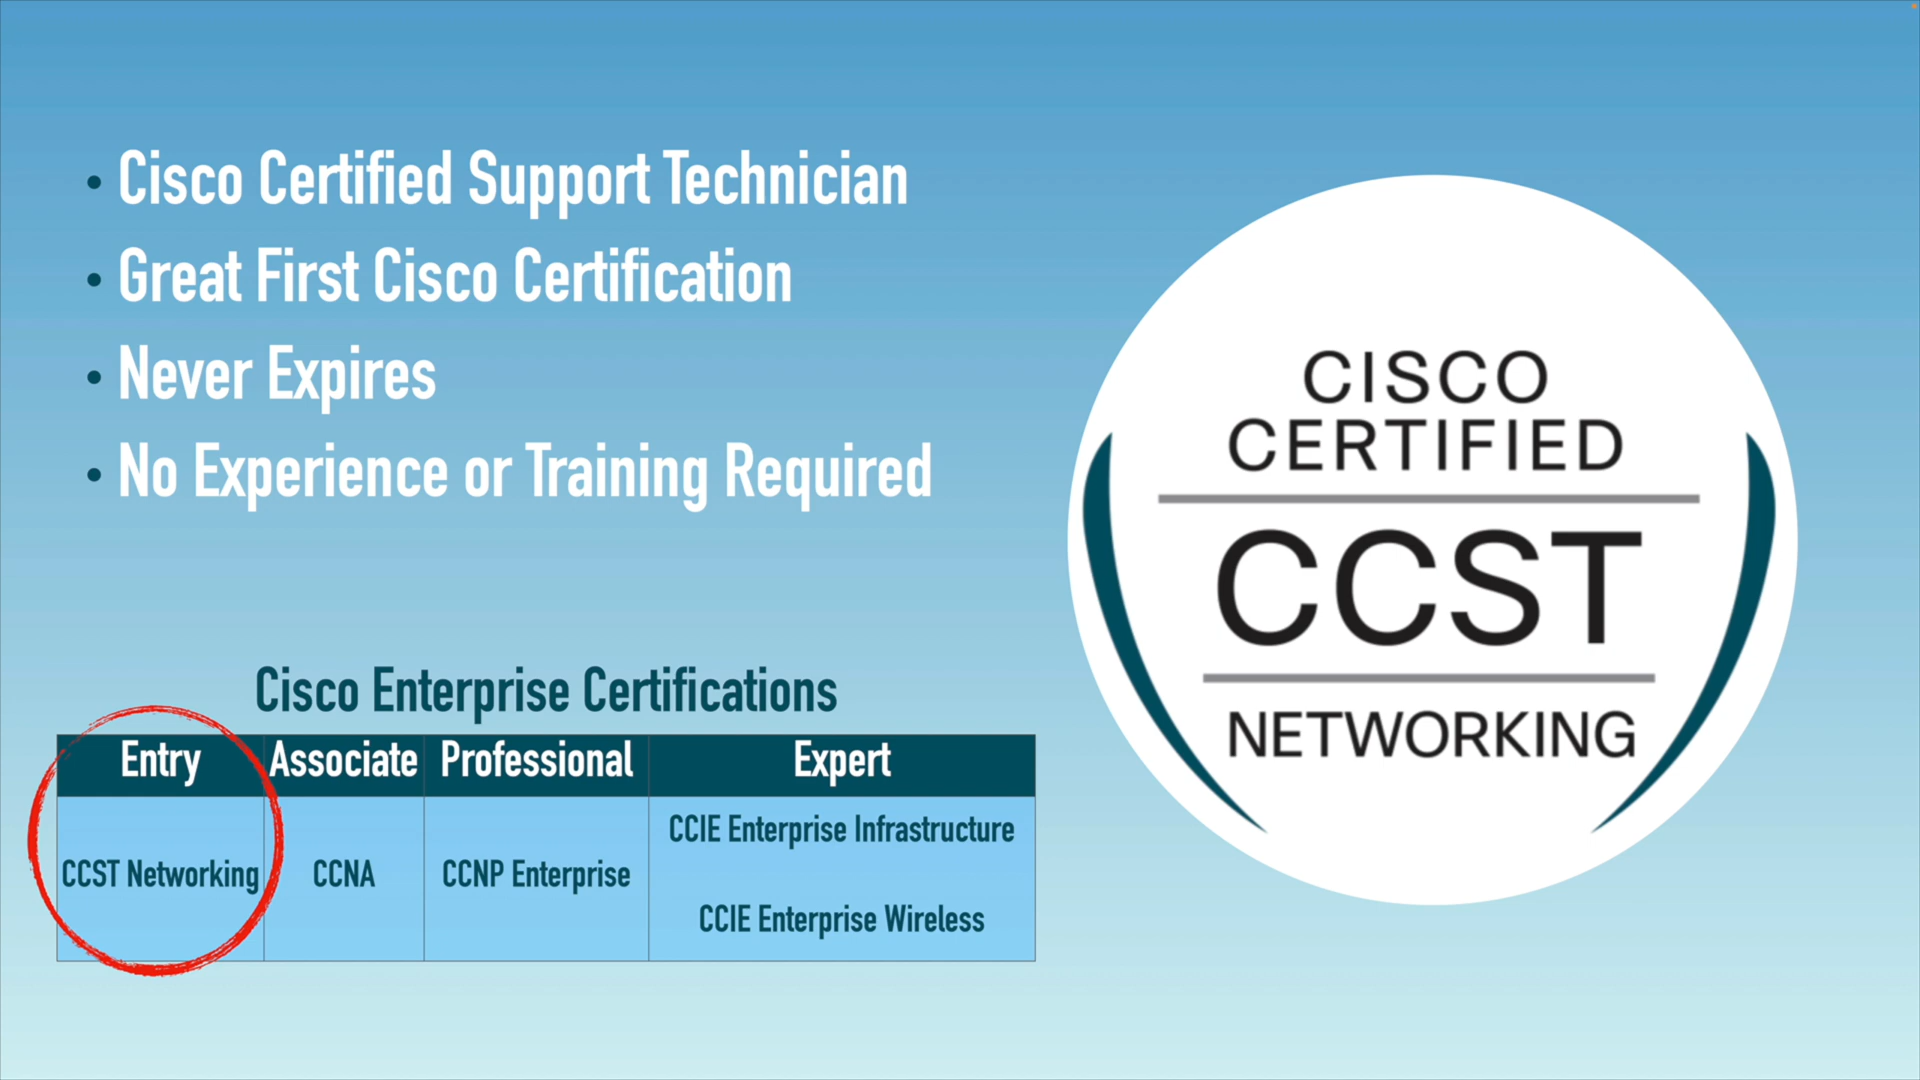 • Cisco Certified Support Technician
• Great First Cisco Certification
• Never Expires
• No Experience or Training Required
Cisco Enterprise Certifications
Entry Associate Professional Expert
CCST Networking CCNA CCNP Enterprise CCIE Enterprise Infrastructure
CCIE Enterprise Wireless
CISCO
CERTIFIED
CCST
NETWORKING